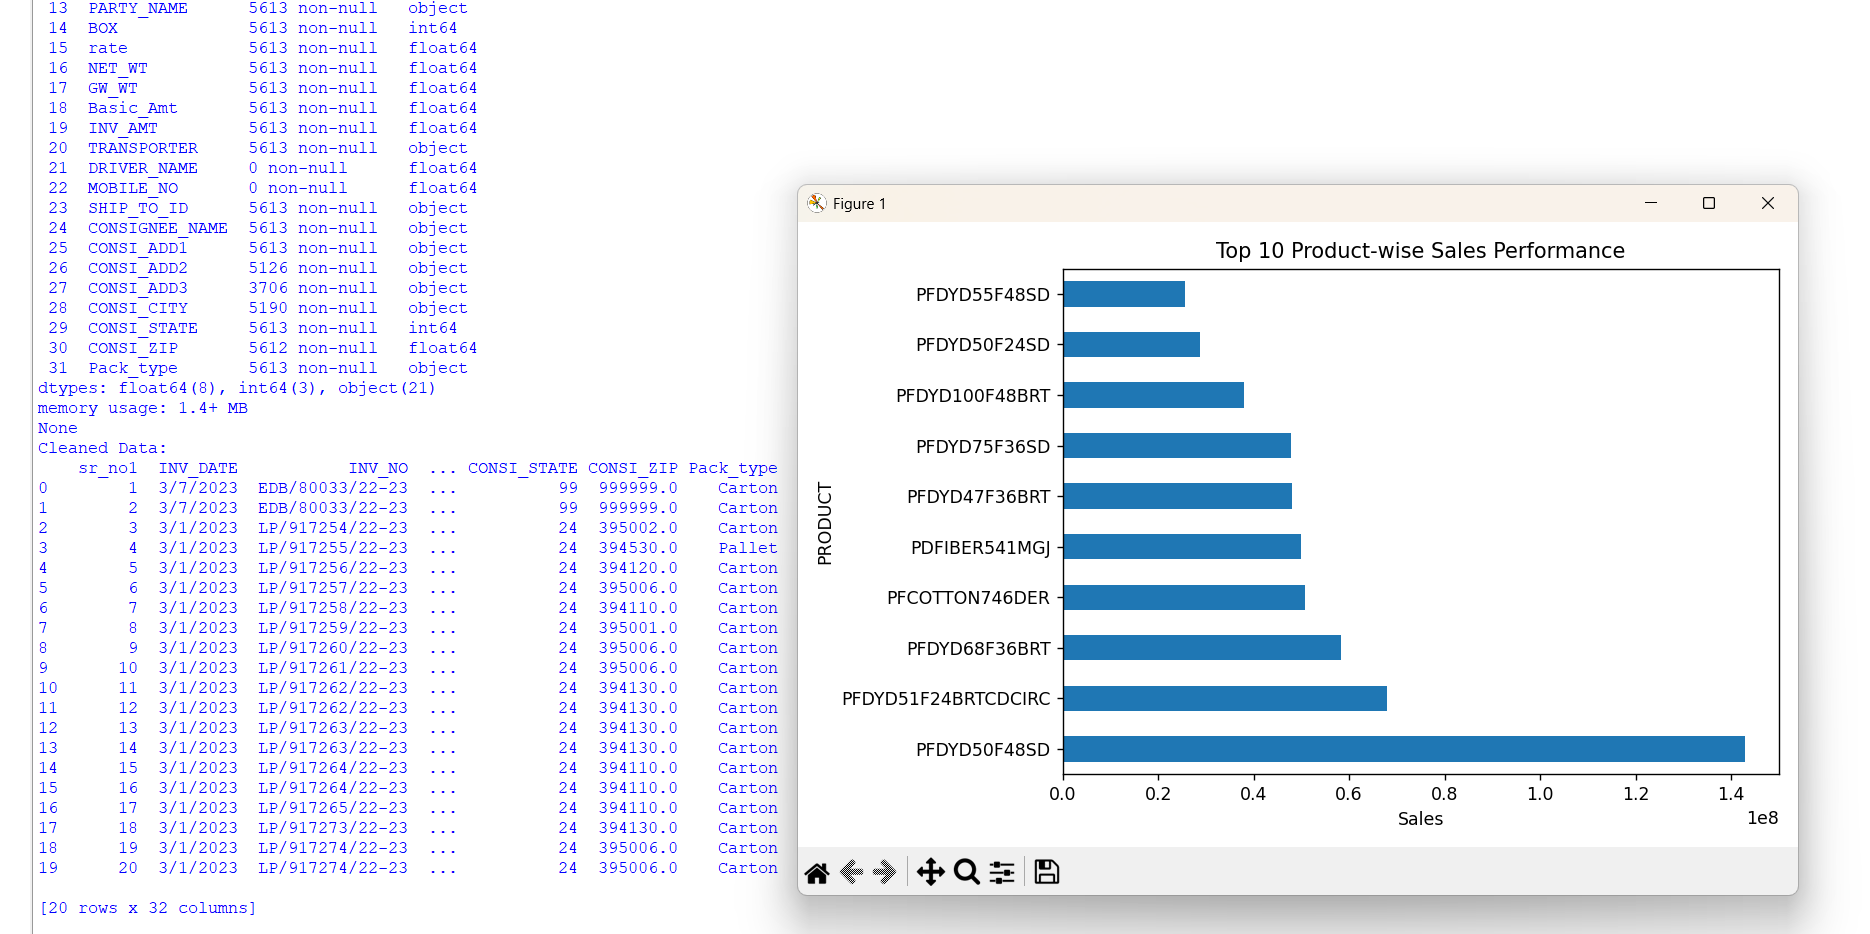 13  PARTY_NAME      5613 non-null   object
14  BOX             5613 non-null   int64
15  rate            5613 non-null   float64
16  NET_WT          5613 non-null   float64
17  GW_WT           5613 non-null   float64
18  Basic_Amt       5613 non-null   float64
19  INV_AMT         5613 non-null   float64
20  TRANSPORTER     5613 non-null   object
21  DRIVER_NAME     0 non-null      float64
22  MOBILE_NO       0 non-null      float64
23  SHIP_TO_ID      5613 non-null   object
24  CONSIGNEE_NAME  5613 non-null   object
25  CONSI_ADD1      5613 non-null   object
26  CONSI_ADD2      5126 non-null   object
27  CONSI_ADD3      3706 non-null   object
28  CONSI_CITY      5190 non-null   object
29  CONSI_STATE     5613 non-null   int64
30  CONSI_ZIP       5612 non-null   float64
31  Pack_type       5613 non-null   object
dtypes: float64(8), int64(3), object(21)
memory usage: 1.4+ MB
None
Cleaned Data:
    sr_no1  INV_DATE           INV_NO  ... CONSI_STATE CONSI_ZIP Pack_type
0        1  3/7/2023  EDB/80033/22-23  ...          99  999999.0    Carton
1        2  3/7/2023  EDB/80033/22-23  ...          99  999999.0    Carton
2        3  3/1/2023  LP/917254/22-23  ...          24  395002.0    Carton
3        4  3/1/2023  LP/917255/22-23  ...          24  394530.0    Pallet
4        5  3/1/2023  LP/917256/22-23  ...          24  394120.0    Carton
5        6  3/1/2023  LP/917257/22-23  ...          24  395006.0    Carton
6        7  3/1/2023  LP/917258/22-23  ...          24  394110.0    Carton
7        8  3/1/2023  LP/917259/22-23  ...          24  395001.0    Carton
8        9  3/1/2023  LP/917260/22-23  ...          24  395006.0    Carton
9       10  3/1/2023  LP/917261/22-23  ...          24  395006.0    Carton
10      11  3/1/2023  LP/917262/22-23  ...          24  394130.0    Carton
11      12  3/1/2023  LP/917262/22-23  ...          24  394130.0    Carton
12      13  3/1/2023  LP/917263/22-23  ...          24  394130.0    Carton
13      14  3/1/2023  LP/917263/22-23  ...          24  394130.0    Carton
14      15  3/1/2023  LP/917264/22-23  ...          24  394110.0    Carton
15      16  3/1/2023  LP/917264/22-23  ...          24  394110.0    Carton
16      17  3/1/2023  LP/917265/22-23  ...          24  394110.0    Carton
17      18  3/1/2023  LP/917273/22-23  ...          24  394130.0    Carton
18      19  3/1/2023  LP/917274/22-23  ...          24  395006.0    Carton
19      20  3/1/2023  LP/917274/22-23  ...          24  395006.0    Carton
[20 rows x 32 columns]
Figure 1
Top 10 Product-wise Sales Performance
PRODUCT
PFDYD55F48SD
PFDYD50F24SD
PFDYD100F48BRT
PFDYD75F36SD
PFDYD47F36BRT
PDFIBER541MGJ
PFCOTTON746DER
PFDYD68F36BRT
PFDYD51F24BRTCDCIRC
PFDYD50F48SD
0.0 0.2 0.4 0.6 0.8 1.0 1.2 1.4
Sales
1e8